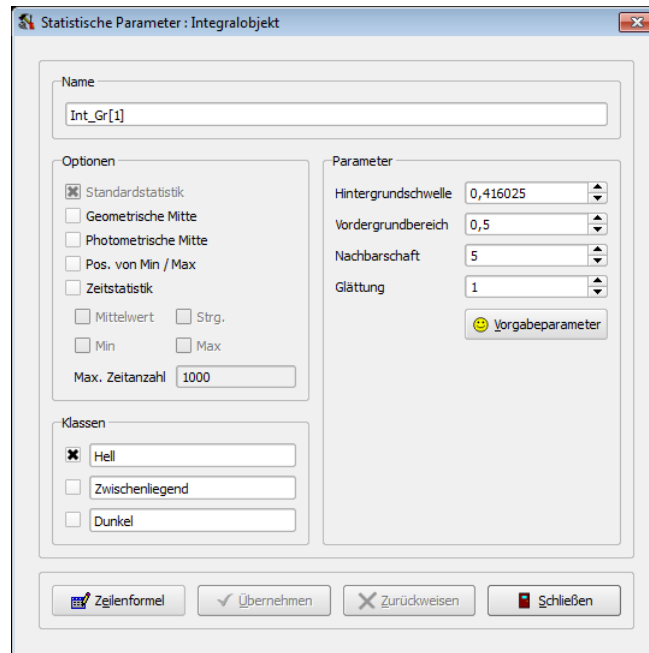 Statistische Parameter : Integralobjekt
Name
Int_Gr[1]
Optionen
Standardstatistik
Geometrische Mitte
Photometrische Mitte
Pos. von Min / Max
Zeitstatistik
Mittelwert
Strg.
Min
Max
Max. Zeitanzahl
1000
Klassen
Hell
Zwischenliegend
Dunkel
Parameter
Hintergrundschwelle
0,416025
Vordergrundbereich
0,5
Nachbarschaft
5
Glättung
1
Vorgabeparameter
Zeilenformel
Übernehmen
Zurückweisen
Schließen